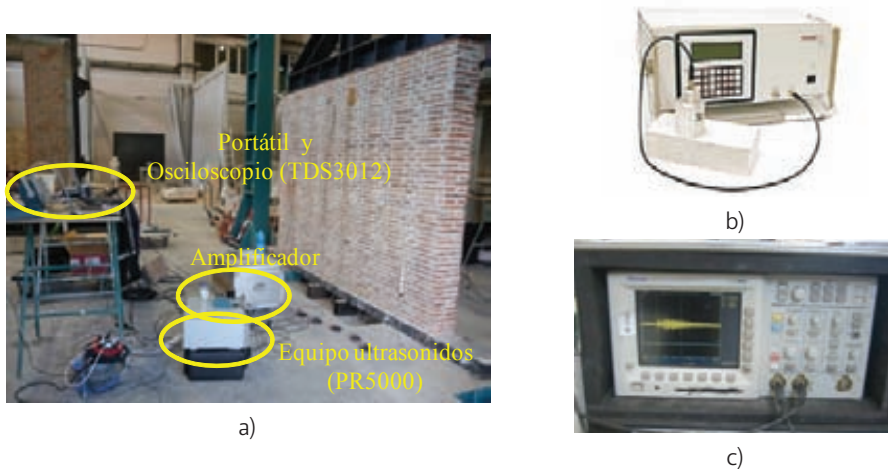 Portátil y
Osciloscopio (TDS3012)
Amplificador
Equipo ultrasonidos
(PR5000)
a)
b)
c)